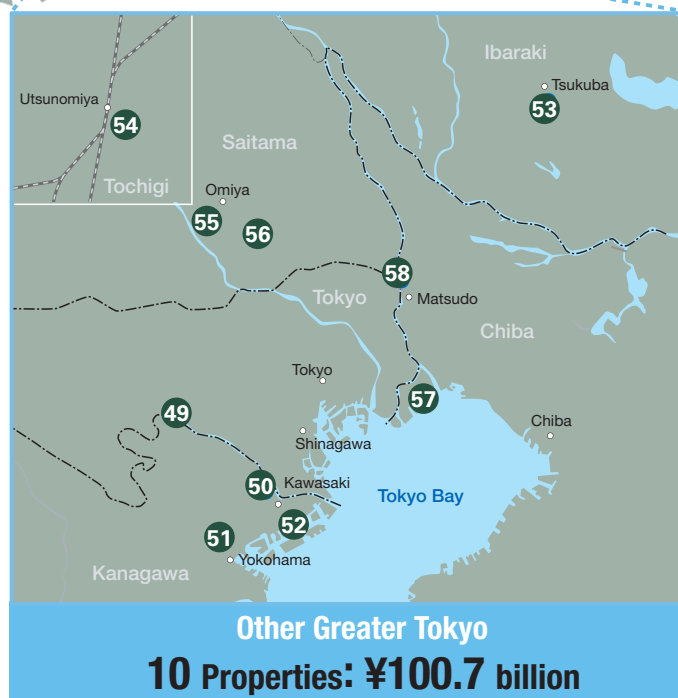 Ibaraki
Tsukuba
53
Utsunomiya
54
Saitama
Tochigi
Omiya
55
56
58
Tokyo
Matsudo
Chiba
Tokyo
57
49
Chiba
Shinagawa
50
Kawasaki
Tokyo Bay
52
51
Yokohama
Kanagawa
Other Greater Tokyo
10 Properties: ¥100.7 billion